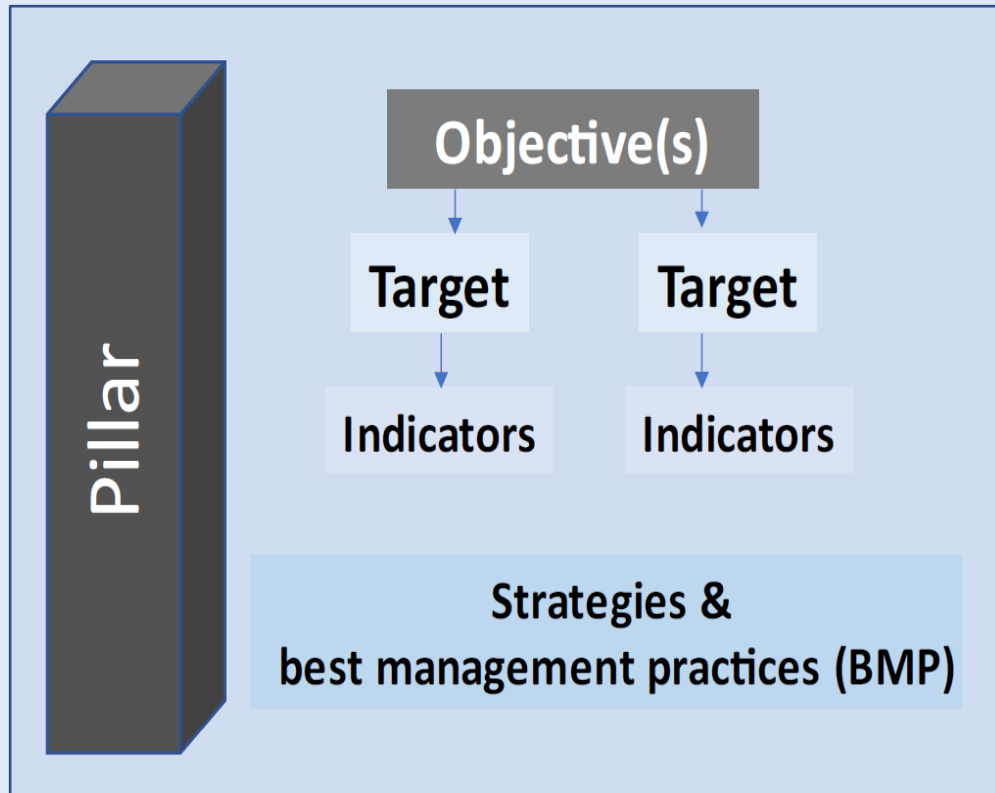 Pillar
Objective(s)
Target
Target
Indicators
Indicators
Strategies &
best management practices (BMP)